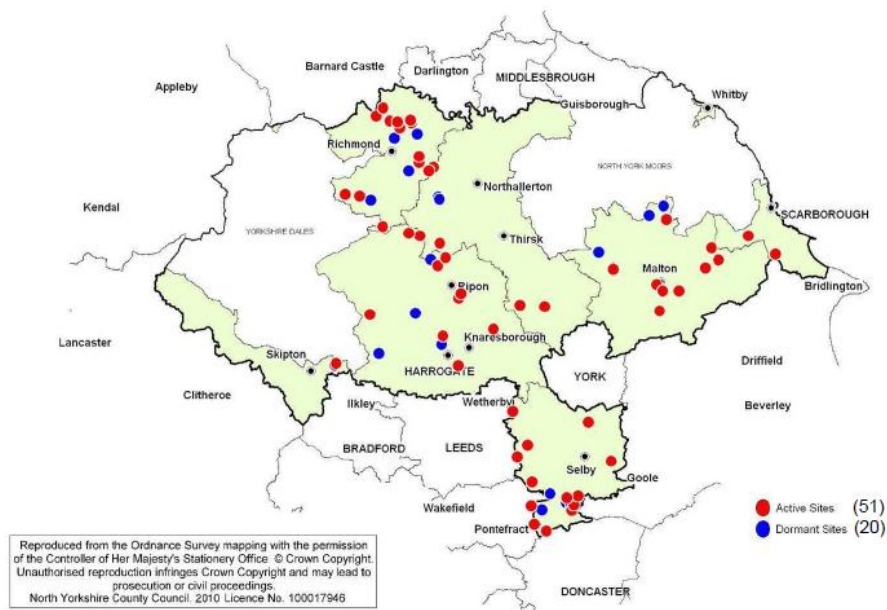 Appleby
Barnard Castle
Darlington
MIDDLESBROUGH
Guisborough
Whitby
Richmond
NORTH YORK MOORS
Northallerton
Kendal
SCARBOROUGH
YORKSHIRE DALES
Thirsk
Malton
Ripon
Bridlington
Lancaster
Knaresborough
Skipton
HARROGATE
YORK
Driffield
Clitheroe
Ilkley
Wetherby
Beverley
BRADFORD
LEEDS
Selby
Goole
Wakefield
Active Sites (51)
Pontefract
Dormant Sites (20)
DONCASTER
Reproduced from the Ordnance Survey mapping with the permission
of the Controller of Her Majesty's Stationery Office © Crown Copyright.
Unauthorised reproduction infringes Crown Copyright and may lead to
prosecution or civil proceedings.
North Yorkshire County Council. 2010 Licence No. 100017946